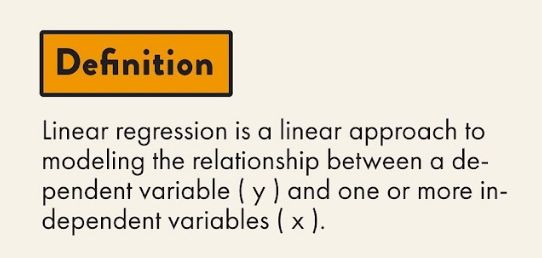 Definition
Linear regression is a linear approach to
modeling the relationship between a de-
pendent variable ( y ) and one or more in-
dependent variables ( x ).